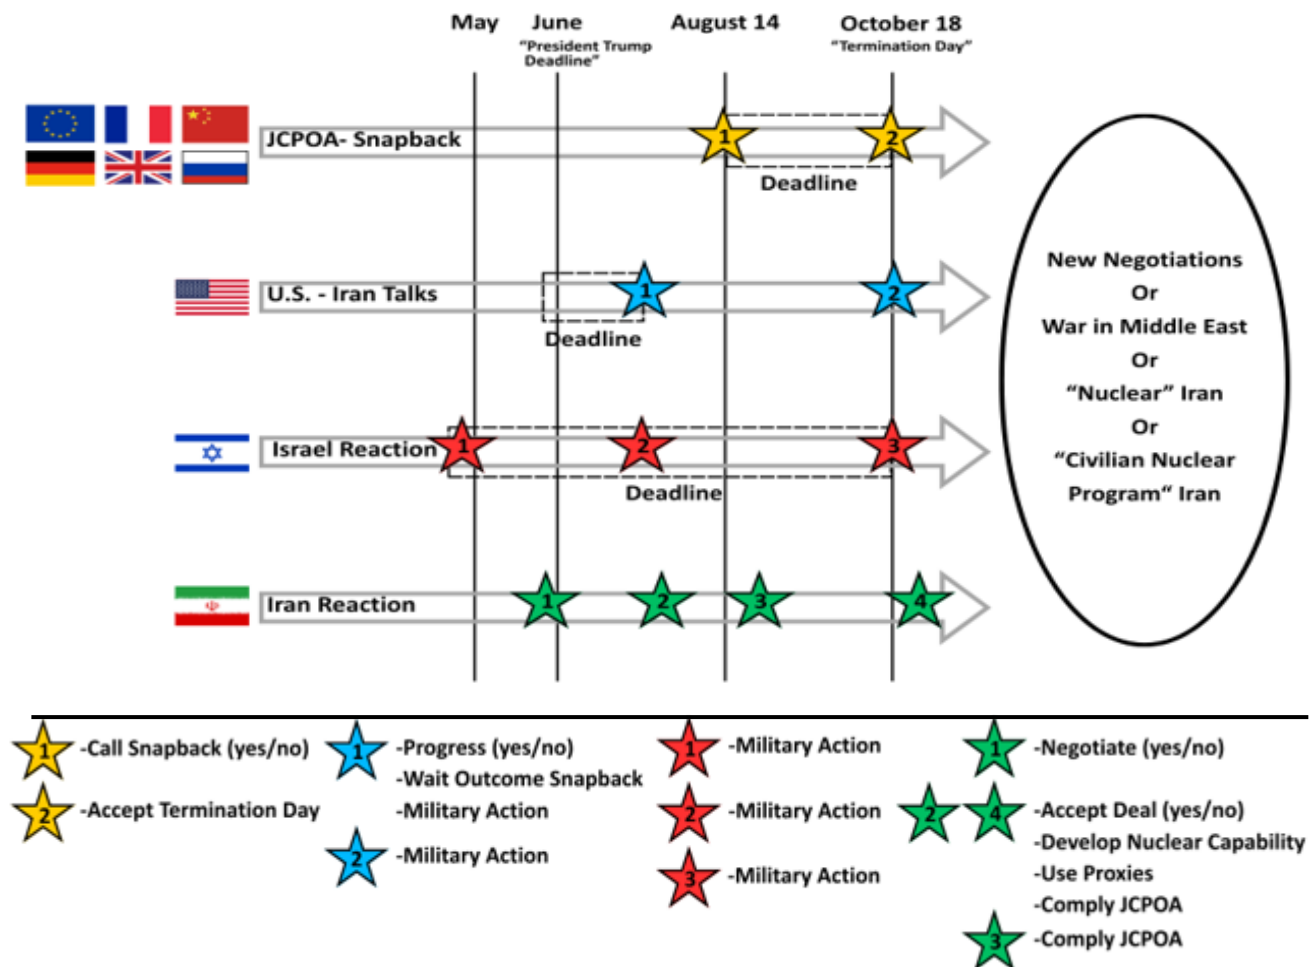 May
June
August 14
October 18
“President Trump
Deadline”
“Termination Day”
JCPOA- Snapback
1
2
Deadline
U.S. - Iran Talks
1
2
Deadline
Israel Reaction
1
2
3
Deadline
Iran Reaction
1
2
3
4
New Negotiations
Or
War in Middle East
Or
“Nuclear” Iran
Or
“Civilian Nuclear
Program“ Iran
1 -Call Snapback (yes/no)
2 -Accept Termination Day
1 -Progress (yes/no)
-Wait Outcome Snapback
-Military Action
2 -Military Action
1 -Military Action
2 -Military Action
3 -Military Action
1 -Negotiate (yes/no)
2 4 -Accept Deal (yes/no)
-Develop Nuclear Capability
-Use Proxies
-Comply JCPOA
3 -Comply JCPOA